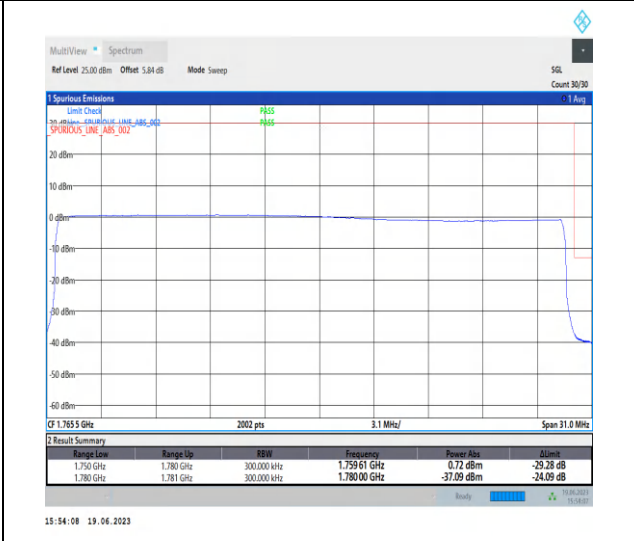 MultiView Spectrum
Ref Level 25.00 dBm Offset 5.84 dB Mode Sweep SGL
Count 30/30
1 Spurious Emissions 1 Avg
Limit Check PASS
Line _SPURIOUS_LINE_ABS_002 PASS
_SPURIOUS_LINE_ABS_002
20 dBm
10 dBm
0 dBm
-10 dBm
-20 dBm
-30 dBm
-40 dBm
-50 dBm
-60 dBm
CF 1.765 5 GHz 2002 pts 3.1 MHz/ Span 31.0 MHz
2 Result Summary
Range Low Range Up RBW Frequency Power Abs ΔLimit
1.750 GHz 1.780 GHz 300.000 kHz 1.759 61 GHz 0.72 dBm -29.28 dB
1.780 GHz 1.781 GHz 300.000 kHz 1.780 00 GHz -37.09 dBm -24.09 dB
Ready 19.06.2023
15:54:07
15:54:08 19.06.2023